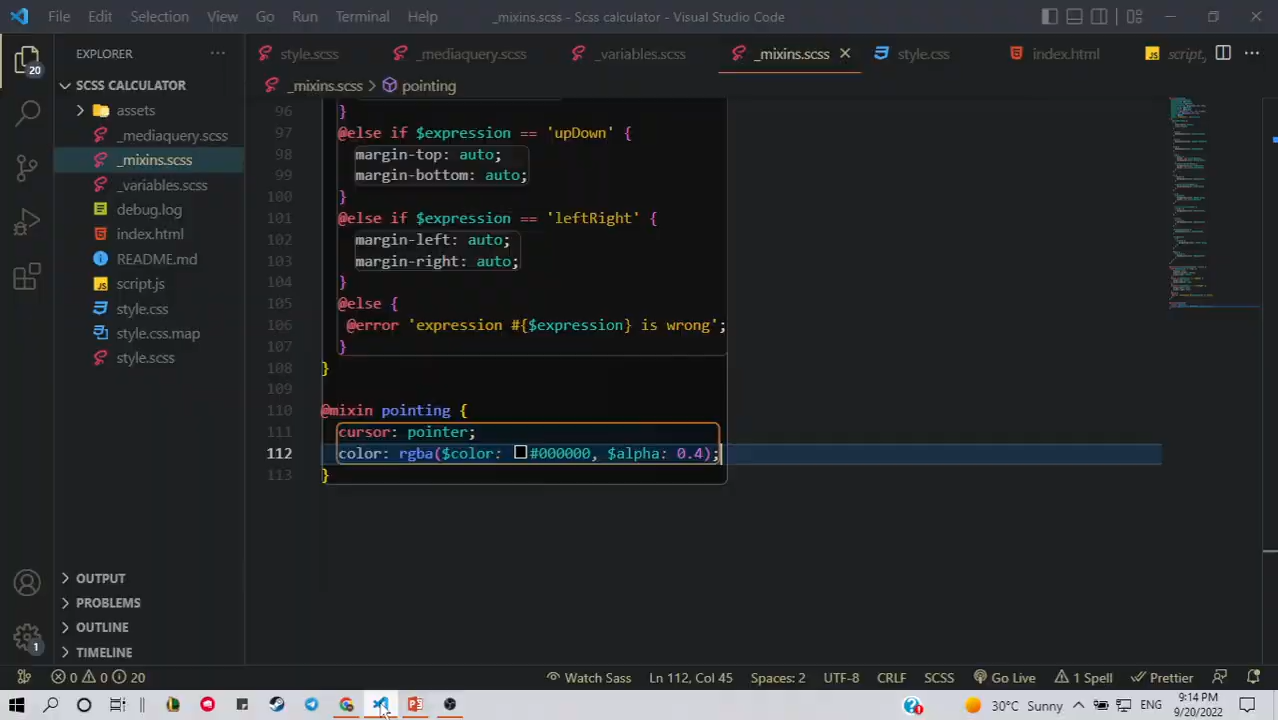 File Edit Selection View Go Run Terminal Help
_mixins.scss - Scss calculator - Visual Studio Code
EXPLORER
style.scss
_mediaquery.scss
_variables.scss
_mixins.scss
style.css
index.html
script.
20
SCSS CALCULATOR
_mixins.scss > pointing
assets
_mediaquery.scss
_mixins.scss
_variables.scss
debug.log
index.html
README.md
script.js
style.css
style.css.map
style.scss
96 }
97 @else if $expression == 'upDown' {
98 margin-top: auto;
99 margin-bottom: auto;
100 }
101 @else if $expression == 'leftRight' {
102 margin-left: auto;
103 margin-right: auto;
104 }
105 @else {
106 @error 'expression #{$expression} is wrong';
107 }
108 }
109
110 @mixin pointing {
111 cursor: pointer;
112 color: rgba($color: #000000, $alpha: 0.4);
113 }
OUTPUT
PROBLEMS
OUTLINE
TIMELINE
1
0 0 20
Watch Sass
Ln 112, Col 45
Spaces: 2
UTF-8
CRLF
SCSS
Go Live
1 Spell
Prettier
30°C Sunny
ENG
9:14 PM
9/20/2022